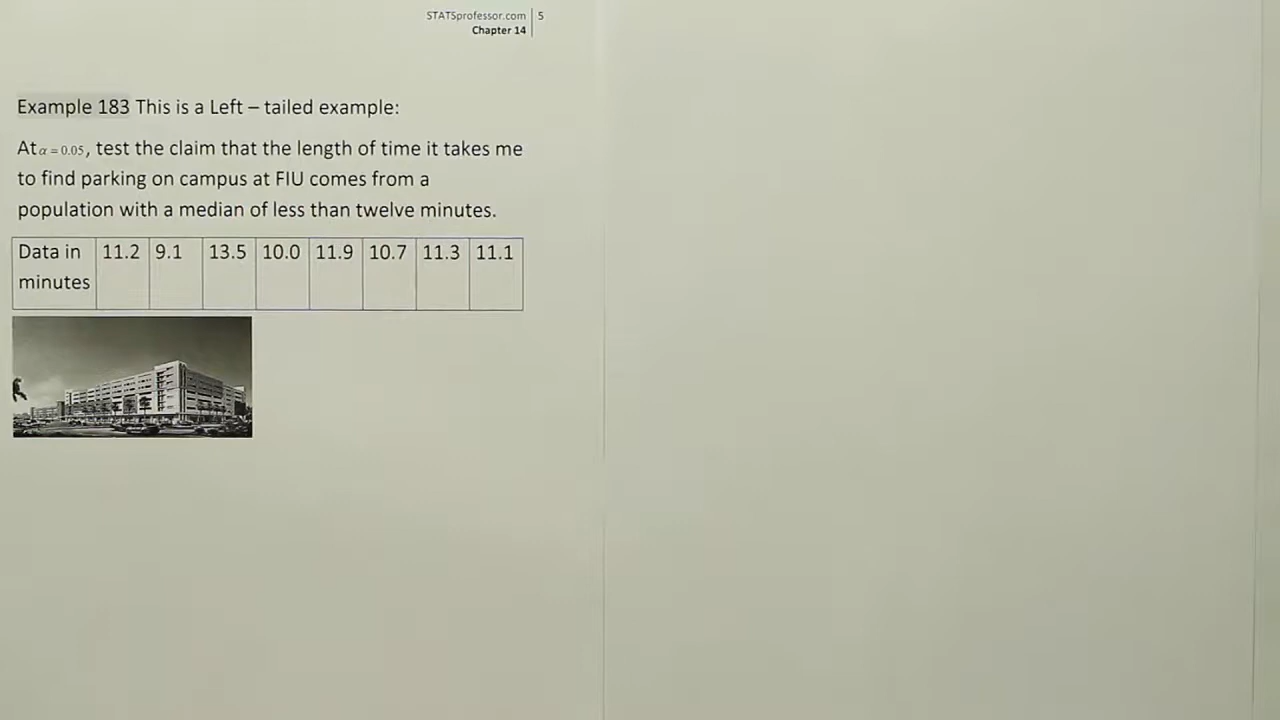 STATSprofessor.com 5
Chapter 14
Example 183 This is a Left – tailed example:
At α = 0.05, test the claim that the length of time it takes me
to find parking on campus at FIU comes from a
population with a median of less than twelve minutes.
Data in 11.2 9.1 13.5 10.0 11.9 10.7 11.3 11.1
minutes